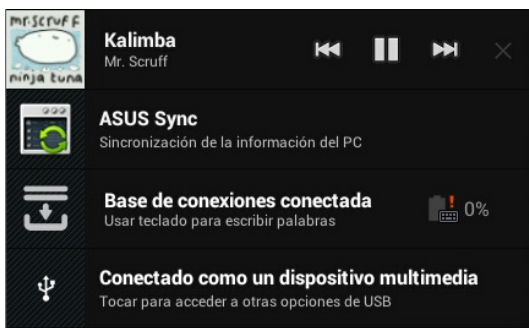 mr.scruff
ninja tuna
Kalimba
Mr. Scruff
ASUS Sync
Sincronización de la información del PC
Base de conexiones conectada
Usar teclado para escribir palabras
0%
Conectado como un dispositivo multimedia
Tocar para acceder a otras opciones de USB